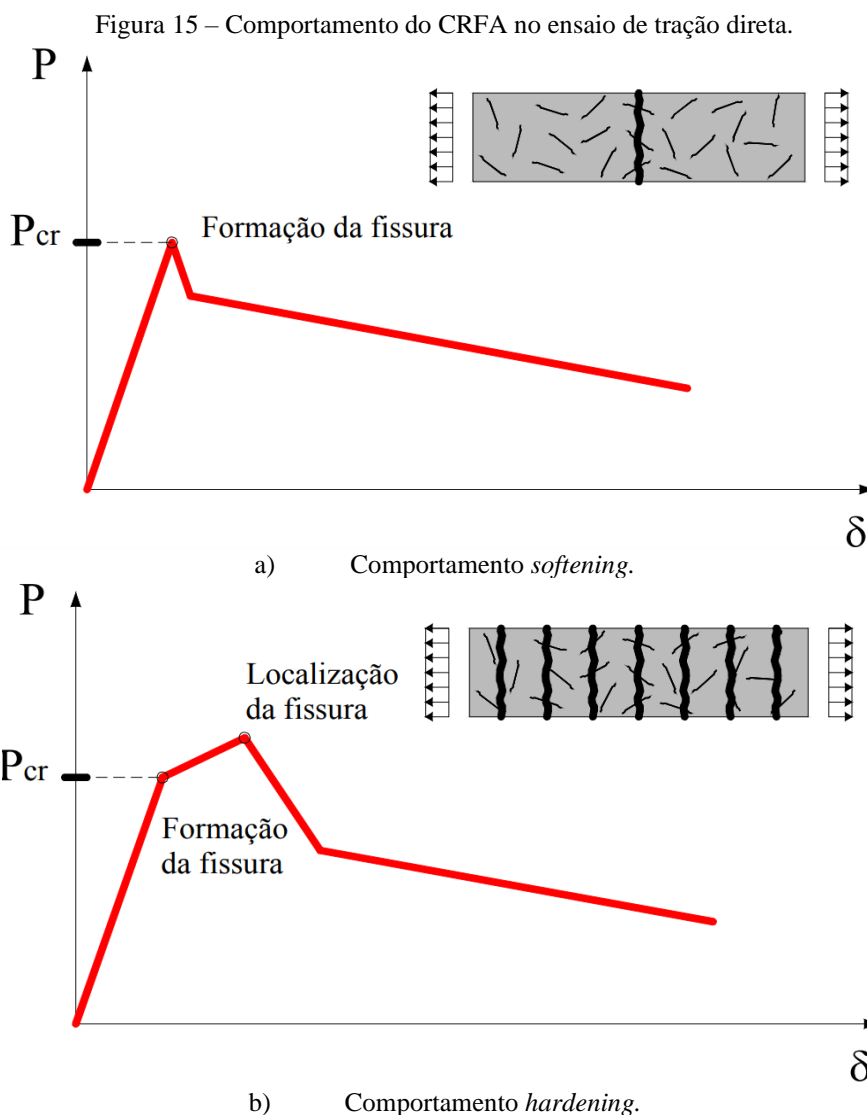 Figura 15 – Comportamento do CRFA no ensaio de tração direta.
P
Pcr
Formação da fissura
δ
a) Comportamento softening.
P
Localização
da fissura
Pcr
Formação
da fissura
δ
b) Comportamento hardening.